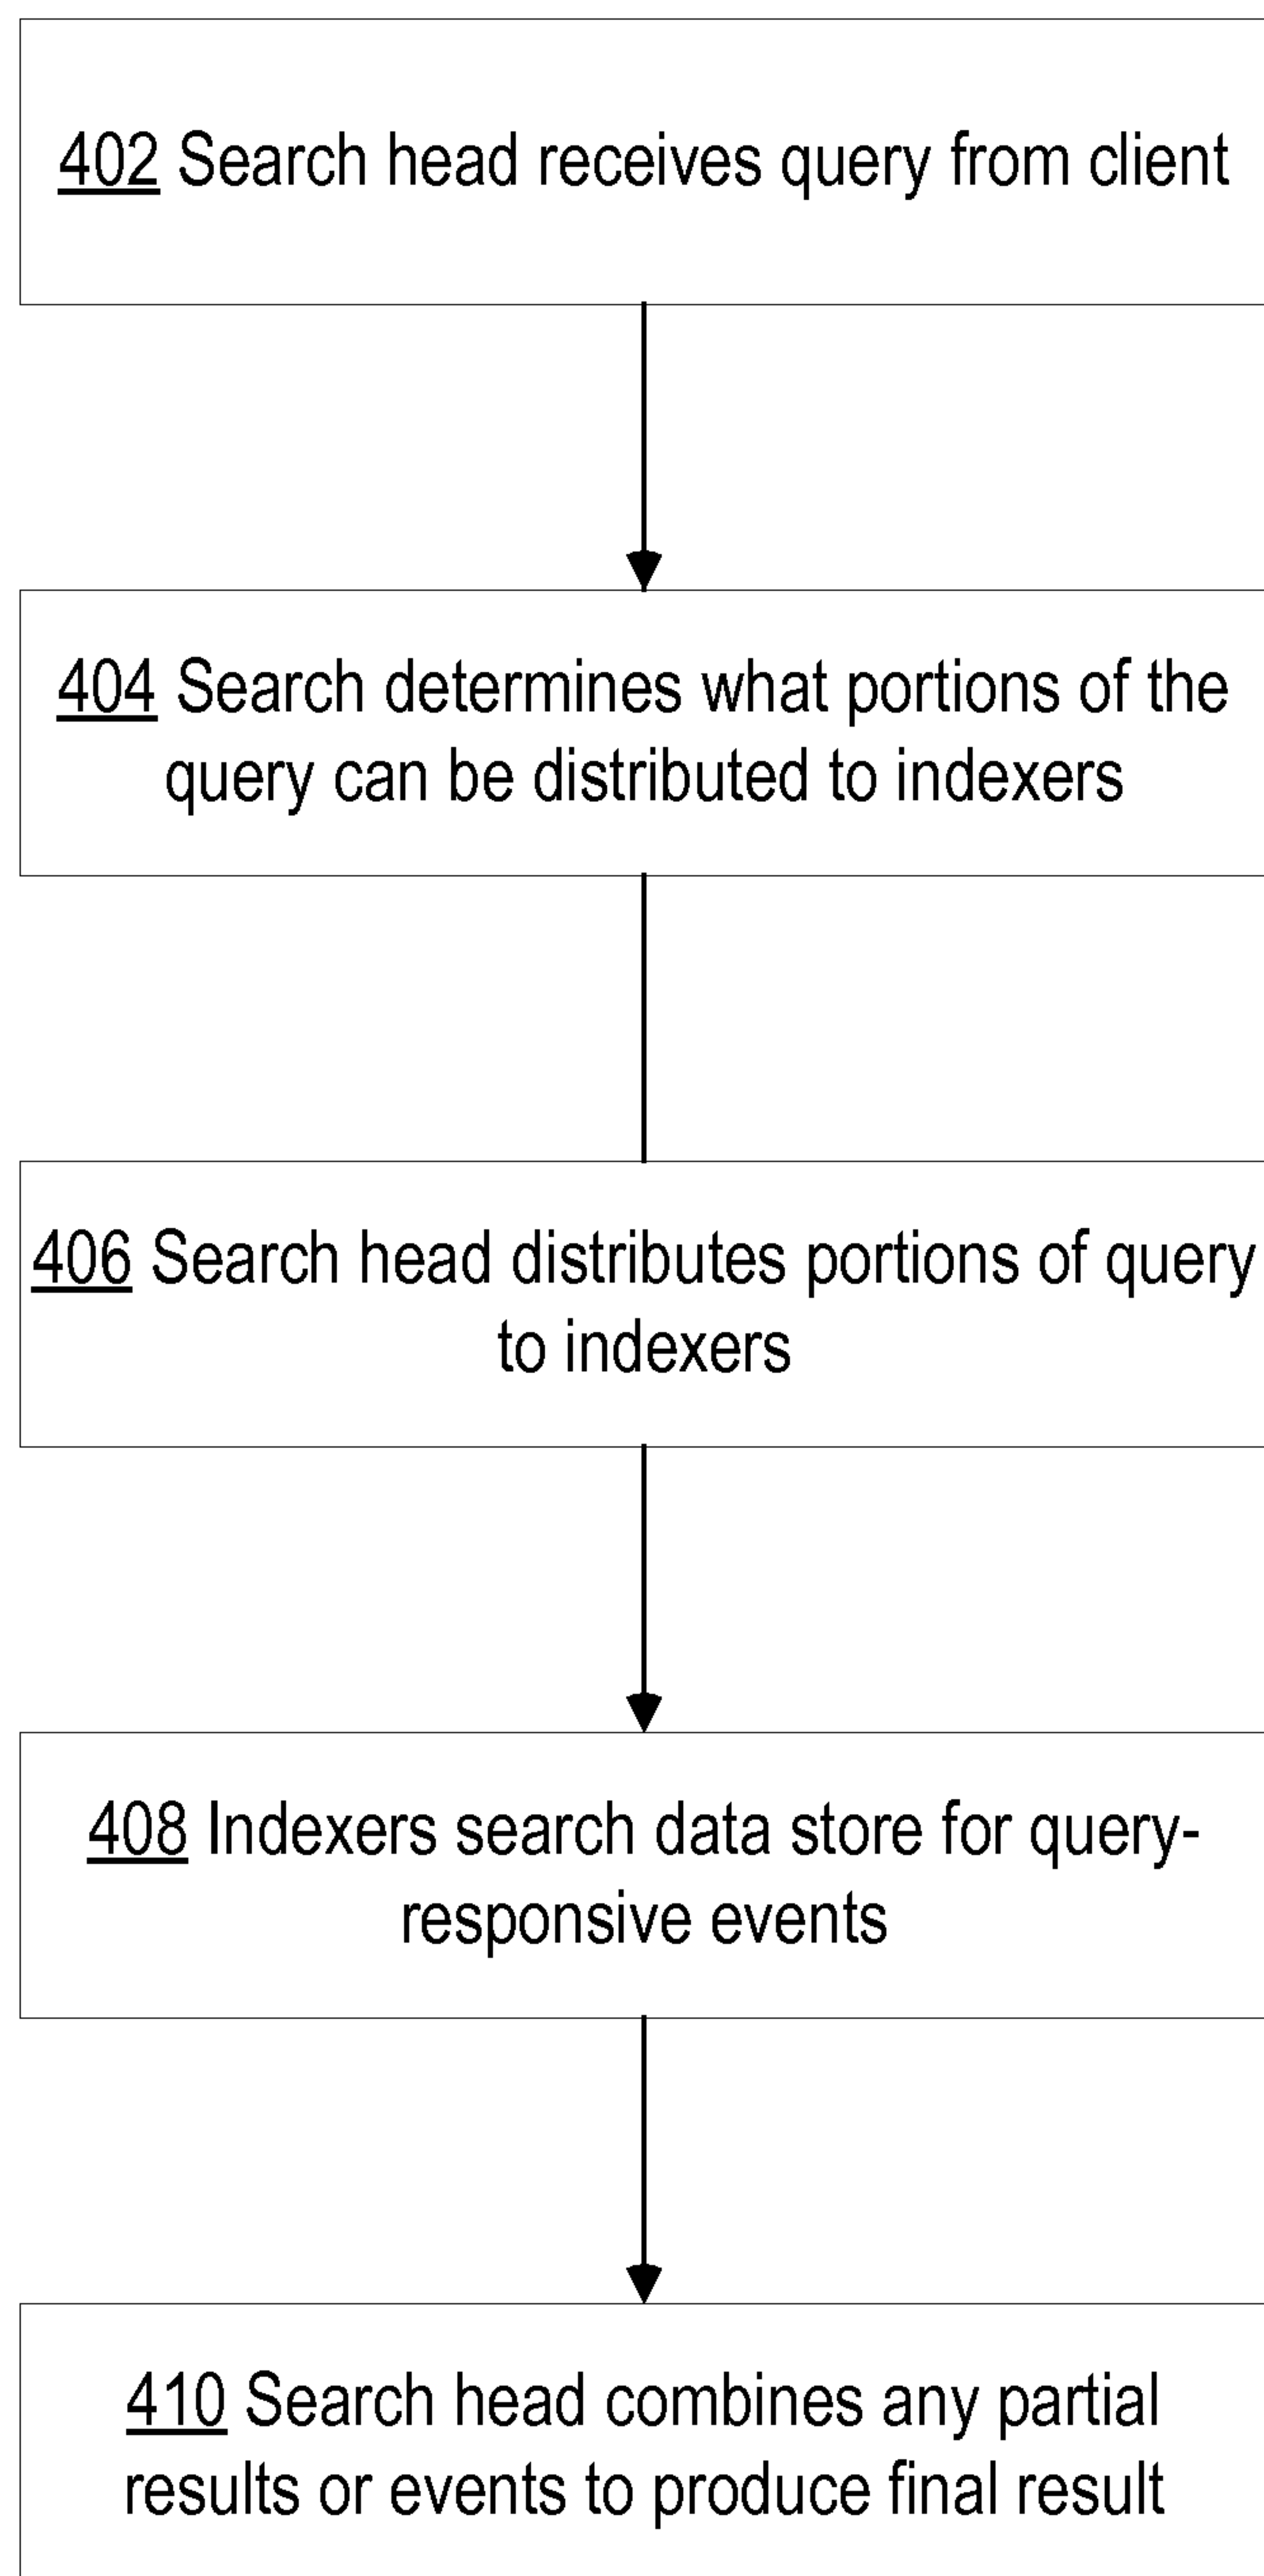 402 Search head receives query from client
404 Search determines what portions of the
query can be distributed to indexers
406 Search head distributes portions of query
to indexers
408 Indexers search data store for query-
responsive events
410 Search head combines any partial
results or events to produce final result